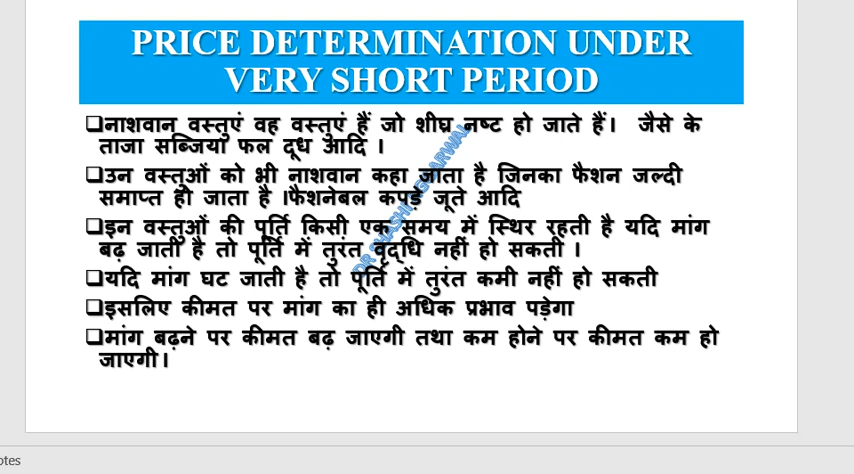 PRICE DETERMINATION UNDER
VERY SHORT PERIOD
❑नाशवान वस्तुएं वह वस्तुएं हैं जो शीघ्र नष्ट हो जाते हैं। जैसे के
ताजा सब्जियां फल दूध आदि ।
❑उन वस्तुओं को भी नाशवान कहा जाता है जिनका फैशन जल्दी
समाप्त हो जाता है ।फैशनेबल कपड़े जूते आदि
❑इन वस्तुओं की पूर्ति किसी एक समय में स्थिर रहती है यदि मांग
बढ़ जाती है तो पूर्ति में तुरंत वृद्धि नहीं हो सकती ।
❑यदि मांग घट जाती है तो पूर्ति में तुरंत कमी नहीं हो सकती
❑इसलिए कीमत पर मांग का ही अधिक प्रभाव पड़ेगा
❑मांग बढ़ने पर कीमत बढ़ जाएगी तथा कम होने पर कीमत कम हो
जाएगी।
DR SHASHI AGGARWAL
otes